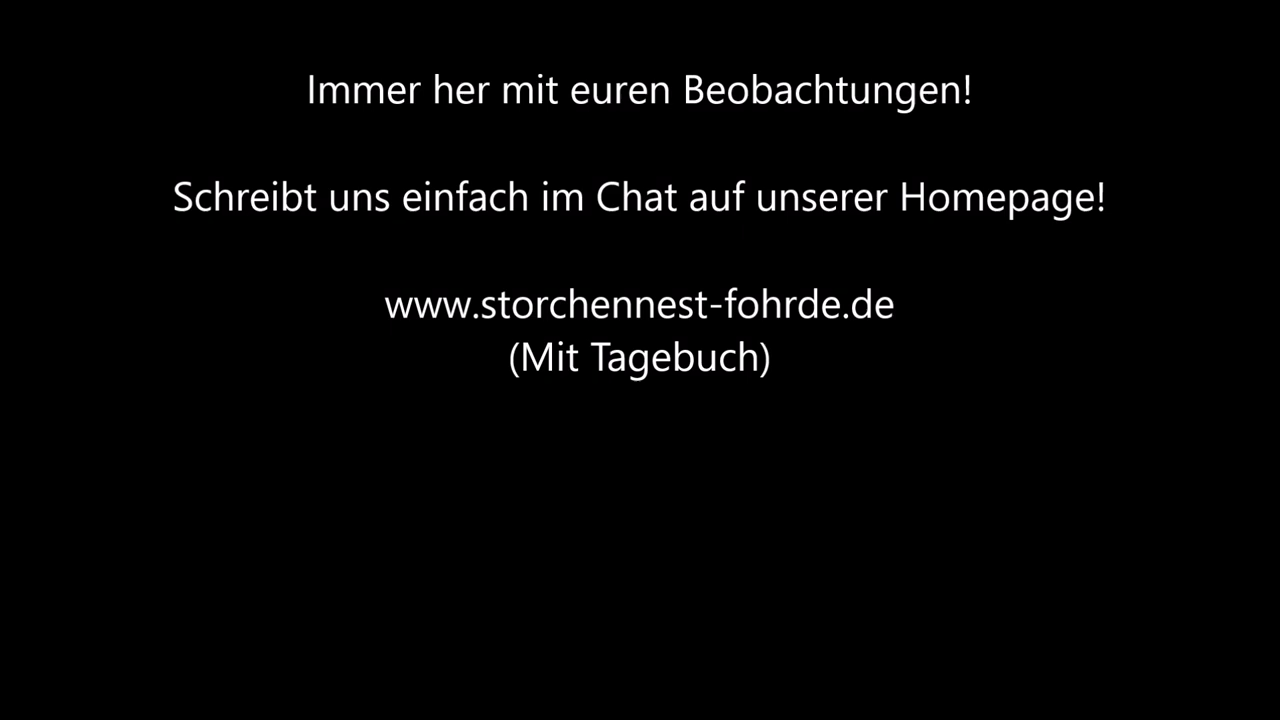 Immer her mit euren Beobachtungen!
Schreibt uns einfach im Chat auf unserer Homepage!
www.storchennest-fohrde.de
(Mit Tagebuch)